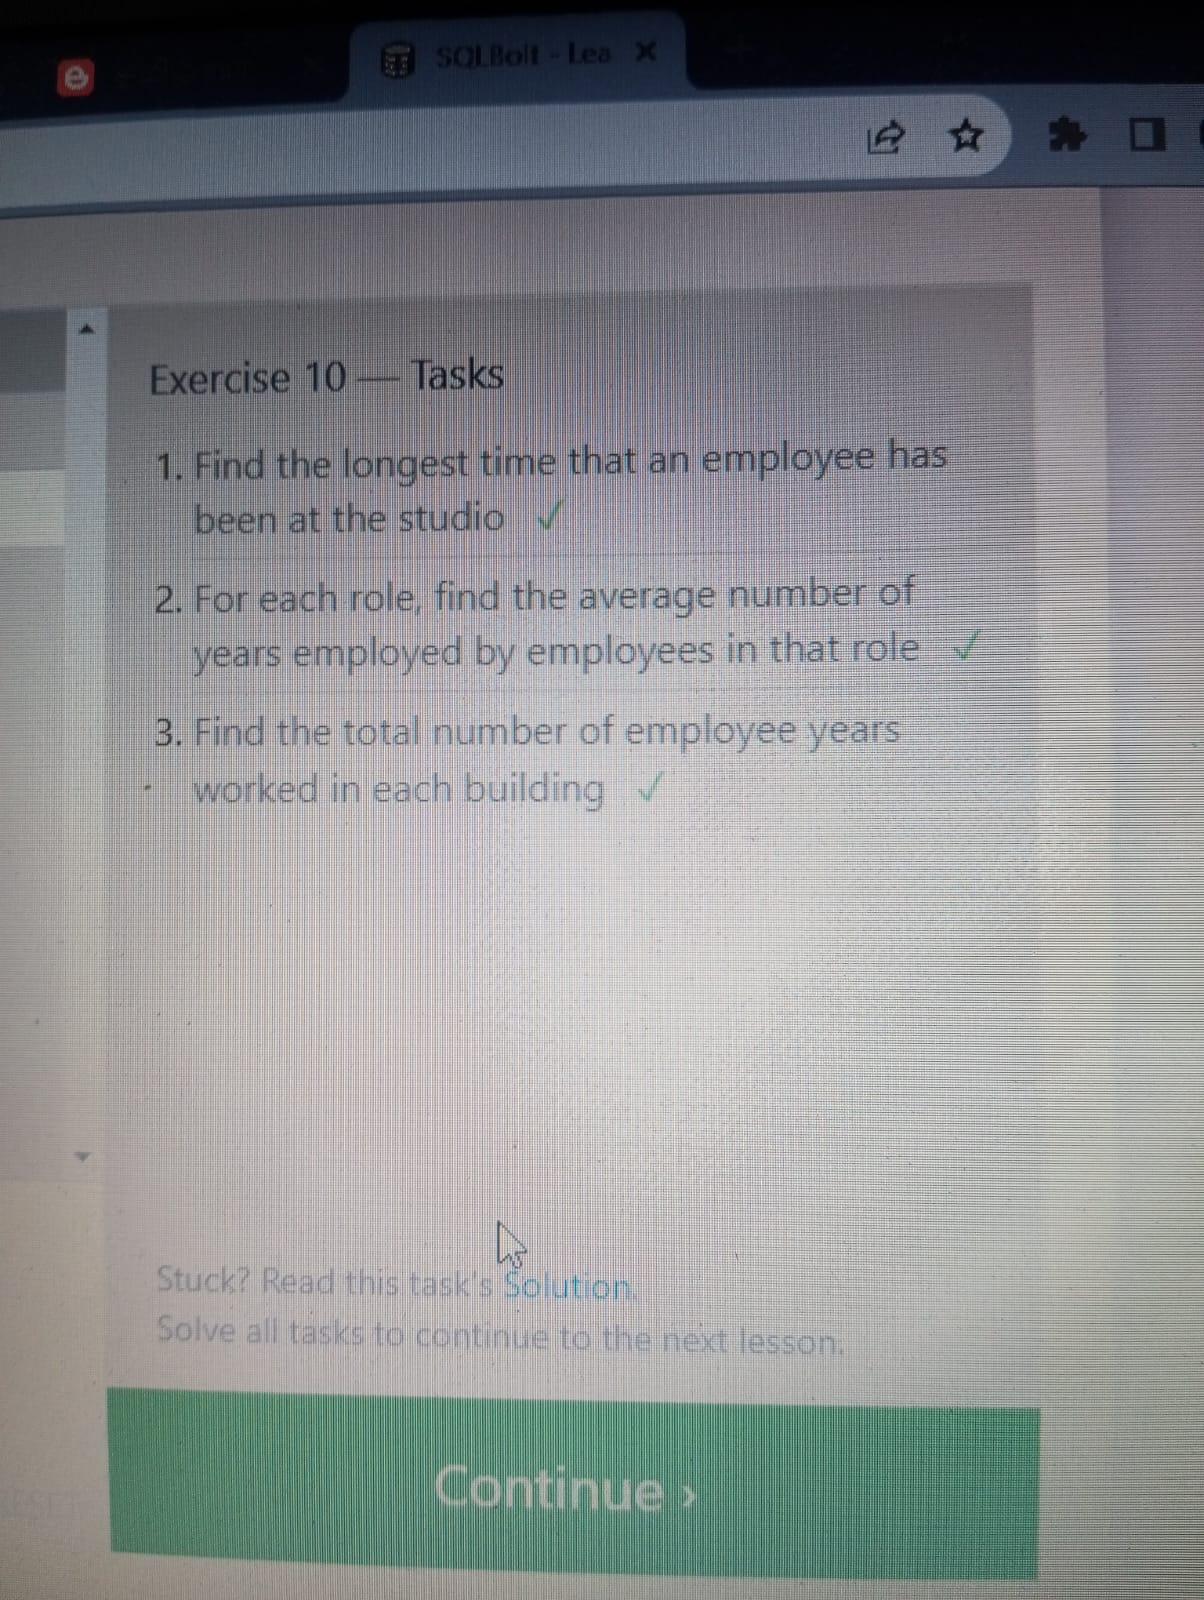 SQLBolt - Lea
Exercise 10 — Tasks
1. Find the longest time that an employee has
been at the studio ✓
2. For each role, find the average number of
years employed by employees in that role ✓
3. Find the total number of employee years
worked in each building ✓
Stuck? Read this task's Solution.
Solve all tasks to continue to the next lesson.
Continue ›